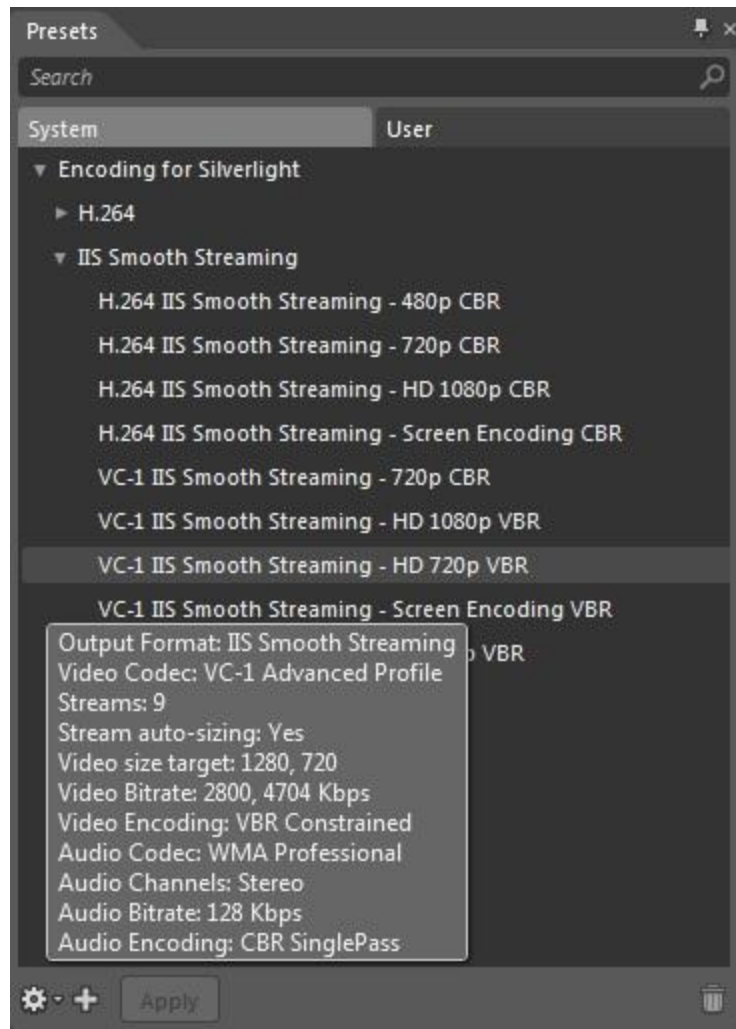 Presets
Search
System
User
Encoding for Silverlight
H.264
IIS Smooth Streaming
H.264 IIS Smooth Streaming - 480p CBR
H.264 IIS Smooth Streaming - 720p CBR
H.264 IIS Smooth Streaming - HD 1080p CBR
H.264 IIS Smooth Streaming - Screen Encoding CBR
VC-1 IIS Smooth Streaming - 720p CBR
VC-1 IIS Smooth Streaming - HD 1080p VBR
VC-1 IIS Smooth Streaming - HD 720p VBR
VC-1 IIS Smooth Streaming - Screen Encoding VBR
VBR
Output Format: IIS Smooth Streaming
Video Codec: VC-1 Advanced Profile
Streams: 9
Stream auto-sizing: Yes
Video size target: 1280, 720
Video Bitrate: 2800, 4704 Kbps
Video Encoding: VBR Constrained
Audio Codec: WMA Professional
Audio Channels: Stereo
Audio Bitrate: 128 Kbps
Audio Encoding: CBR SinglePass
Apply